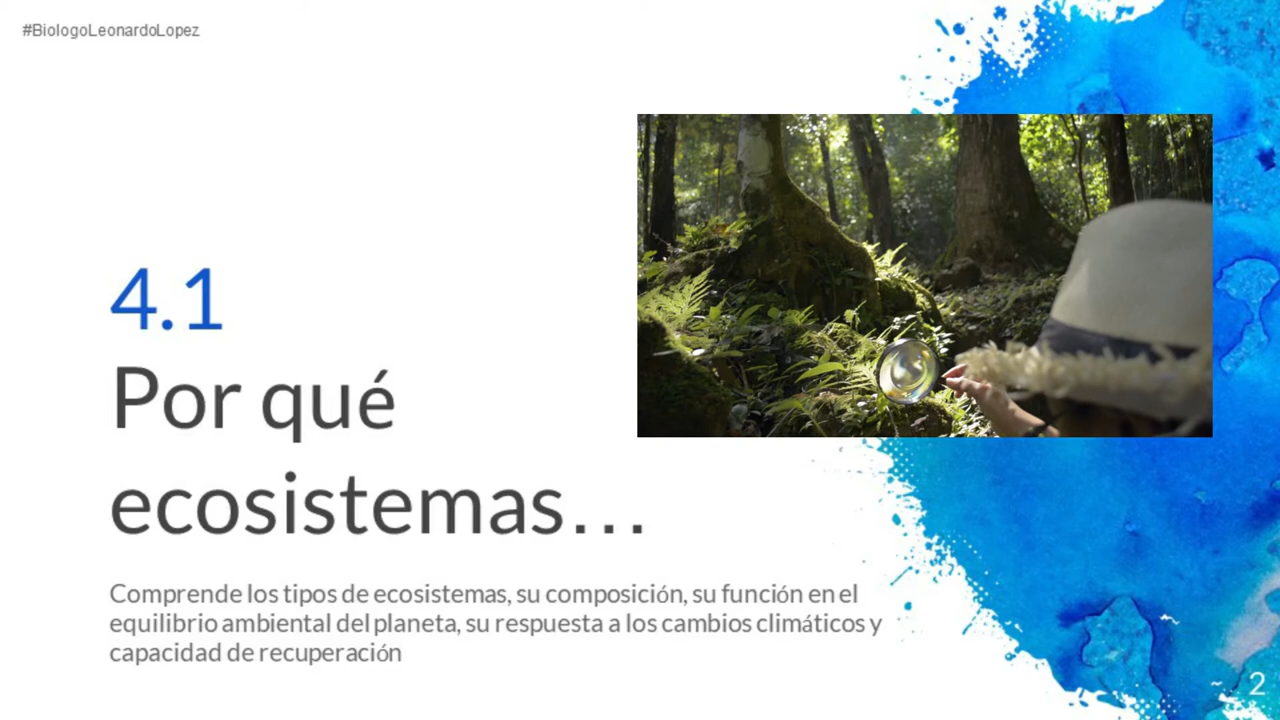 #BiologoLeonardoLopez
4.1
Por qué
ecosistemas…
Comprende los tipos de ecosistemas, su composición, su función en el
equilibrio ambiental del planeta, su respuesta a los cambios climáticos y
capacidad de recuperación
2